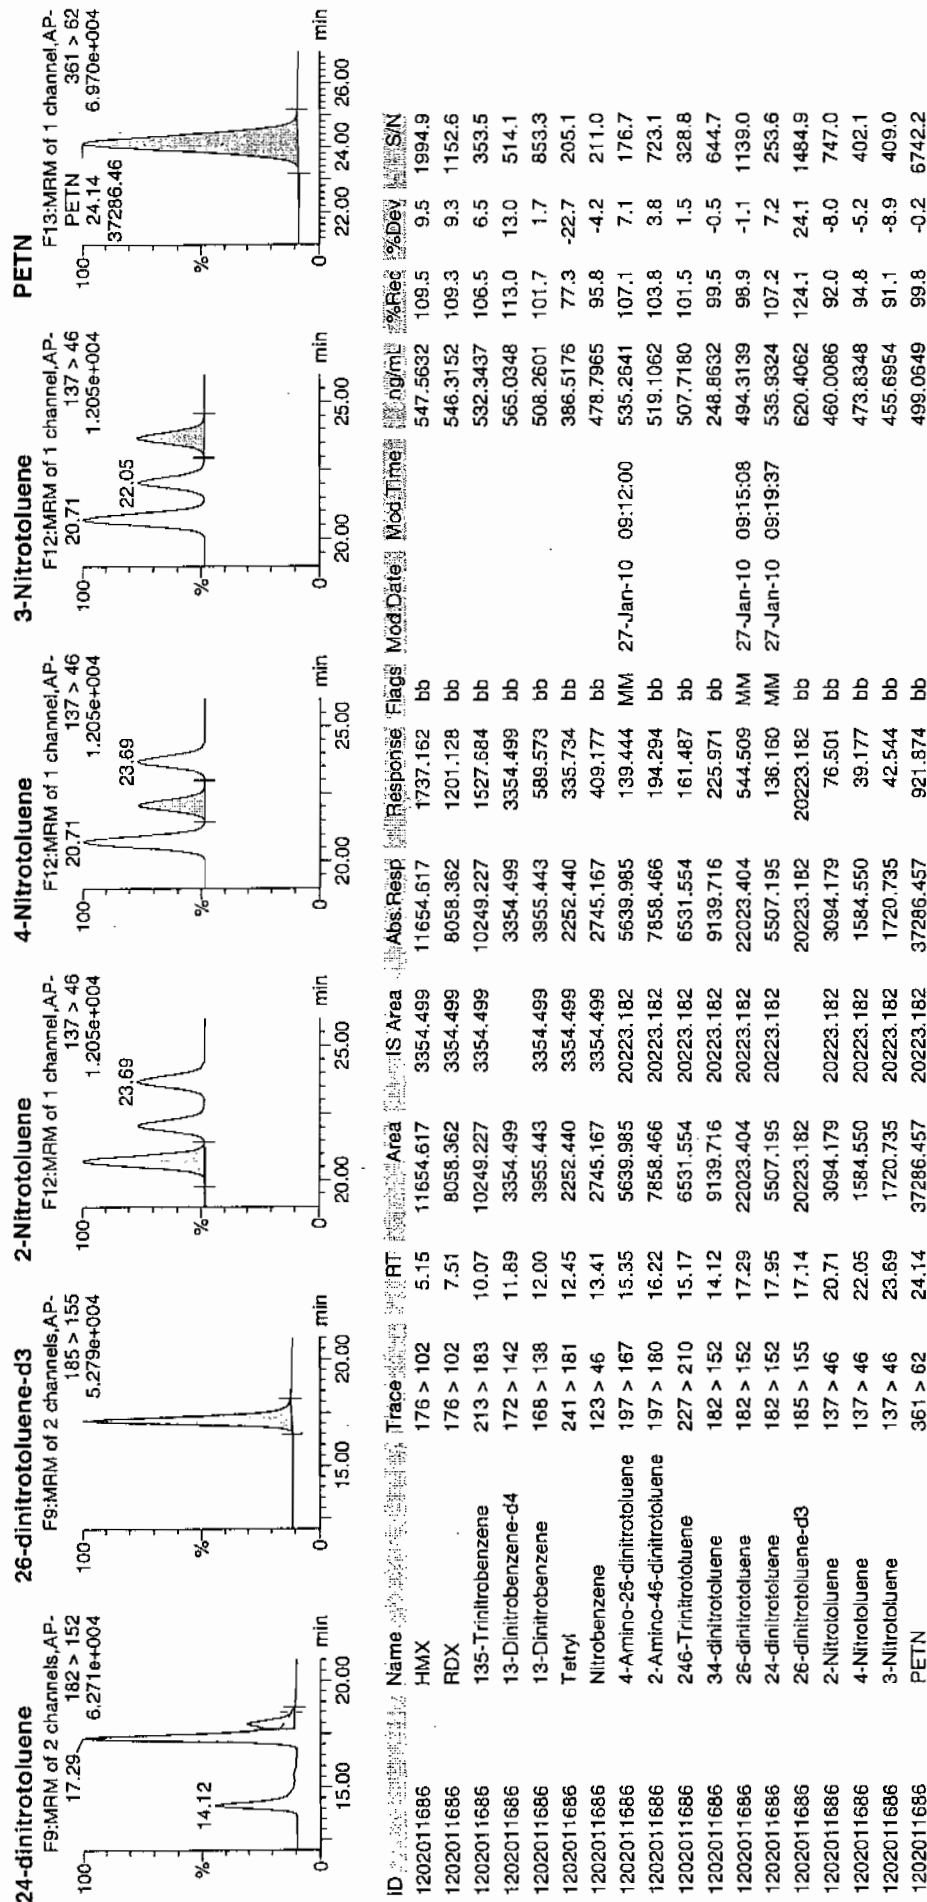 24-dinitrotoluene
F9:MRM of 2 channels,AP-
182 > 152
6.271e+004
17.29
14.12
100
%
0
15.00 20.00 min
26-dinitrotoluene-d3
F9:MRM of 2 channels,AP-
185 > 155
5.279e+004
100
%
0
15.00 20.00 min
2-Nitrotoluene
F12:MRM of 1 channel,AP-
137 > 46
1.205e+004
23.69
100
%
0
20.00 25.00 min
4-Nitrotoluene
F12:MRM of 1 channel,AP-
20.71 137 > 46
1.205e+004
23.69
100
%
0
20.00 25.00 min
3-Nitrotoluene
F12:MRM of 1 channel,AP-
20.71 137 > 46
1.205e+004
22.05
100
%
0
20.00 25.00 min
PETN
F13:MRM of 1 channel,AP-
PETN 361 > 62
24.14 6.970e+004
37286.46
100
%
0
22.00 24.00 26.00 min
ID Name Trace RT Area IS Area Abs.Resp Response Flags Mod.Date Mod.Time ng/mL %Rec %Dev S/N
1202011686 HMX 176 > 102 5.15 11654.617 3354.499 11654.617 1737.162 bb 547.5632 109.5 9.5 1994.9
1202011686 RDX 176 > 102 7.51 8058.362 3354.499 8058.362 1201.128 bb 546.3152 109.3 9.3 1152.6
1202011686 135-Trinitrobenzene 213 > 183 10.07 10249.227 3354.499 10249.227 1527.684 bb 532.3437 106.5 6.5 353.5
1202011686 13-Dinitrobenzene-d4 172 > 142 11.89 3354.499 3354.499 3354.499 bb 565.0348 113.0 13.0 514.1
1202011686 13-Dinitrobenzene 168 > 138 12.00 3955.443 3354.499 3955.443 589.573 bb 508.2601 101.7 1.7 853.3
1202011686 Tetryl 241 > 181 12.45 2252.440 3354.499 2252.440 335.734 bb 386.5176 77.3 -22.7 205.1
1202011686 Nitrobenzene 123 > 46 13.41 2745.167 3354.499 2745.167 409.177 bb 478.7965 95.8 -4.2 211.0
1202011686 4-Amino-26-dinitrotoluene 197 > 167 15.35 5639.985 20223.182 5639.985 139.444 MM 27-Jan-10 09:12:00 535.2641 107.1 7.1 176.7
1202011686 2-Amino-46-dinitrotoluene 197 > 180 16.22 7858.466 20223.182 7858.466 194.294 bb 519.1062 103.8 3.8 723.1
1202011686 246-Trinitrotoluene 227 > 210 15.17 6531.554 20223.182 6531.554 161.487 bb 507.7180 101.5 1.5 328.8
1202011686 34-dinitrotoluene 182 > 152 14.12 9139.716 20223.182 9139.716 225.971 bb 248.8632 99.5 -0.5 644.7
1202011686 26-dinitrotoluene 182 > 152 17.29 22023.404 20223.182 22023.404 544.509 MM 27-Jan-10 09:15:08 494.3139 98.9 -1.1 1139.0
1202011686 24-dinitrotoluene 182 > 152 17.95 5507.195 20223.182 5507.195 136.160 MM 27-Jan-10 09:19:37 535.9324 107.2 7.2 253.6
1202011686 26-dinitrotoluene-d3 185 > 155 17.14 20223.182 20223.182 20223.182 bb 620.4062 124.1 24.1 1484.9
1202011686 2-Nitrotoluene 137 > 46 20.71 3094.179 20223.182 3094.179 76.501 bb 460.0086 92.0 -8.0 747.0
1202011686 4-Nitrotoluene 137 > 46 22.05 1584.550 20223.182 1584.550 39.177 bb 473.8348 94.8 -5.2 402.1
1202011686 3-Nitrotoluene 137 > 46 23.69 1720.735 20223.182 1720.735 42.544 bb 455.6954 91.1 -8.9 409.0
1202011686 PETN 361 > 62 24.14 37286.457 20223.182 37286.457 921.874 bb 499.0649 99.8 -0.2 6742.2